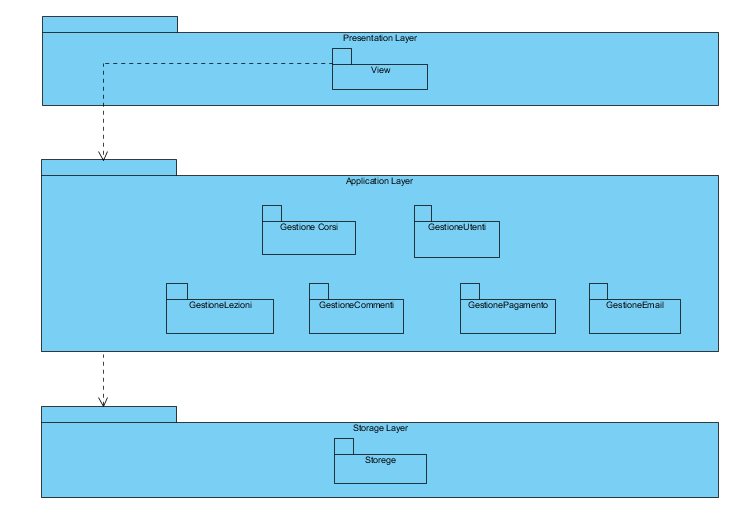 Presentation Layer
View
Application Layer
Gestione Corsi
GestioneUtenti
GestioneLezioni
GestioneCommenti
GestionePagamento
GestioneEmail
Storage Layer
Storege